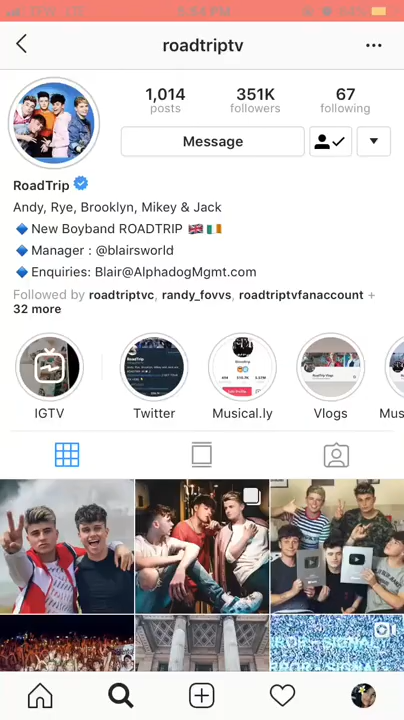 roadtriptv
1,014 351K 67
posts followers following
Message
RoadTrip
Andy, Rye, Brooklyn, Mikey & Jack
New Boyband ROADTRIP 🇬🇧🇮🇪
Manager : @blairsworld
Enquiries: Blair@AlphadogMgmt.com
Followed by roadtriptvc, randy_fovvs, roadtriptvfanaccount +
32 more
IGTV Twitter Musical.ly Vlogs Mus